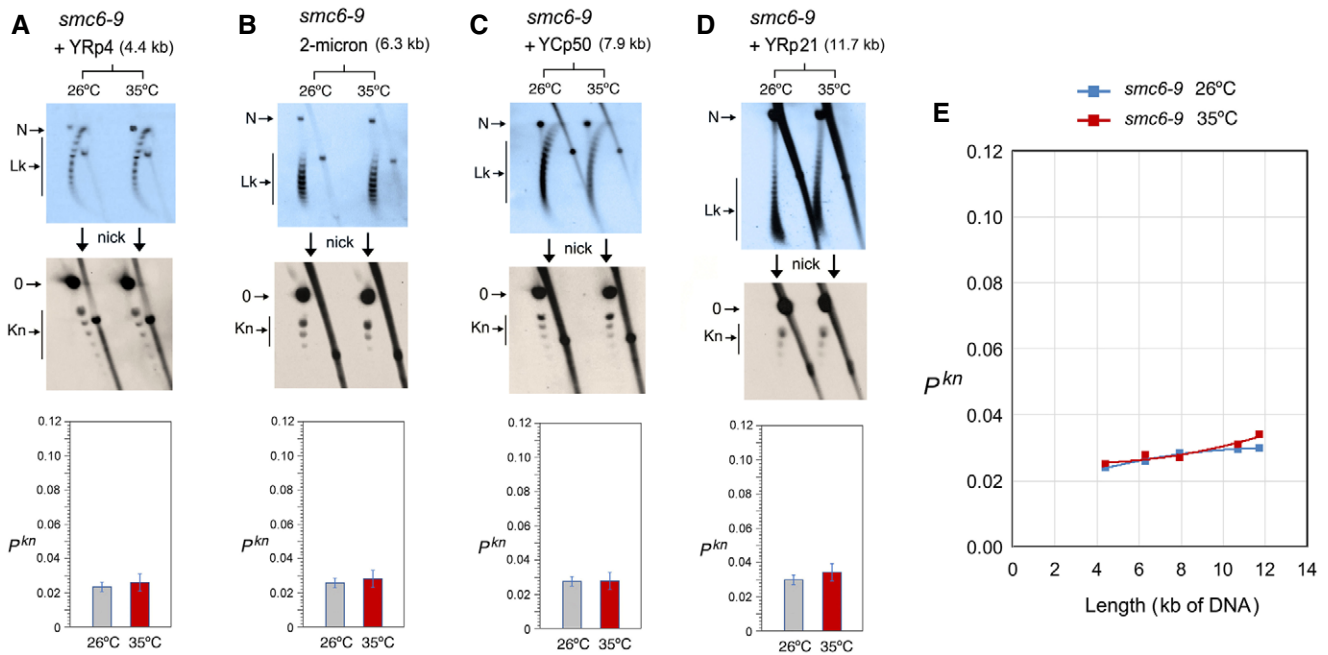 A
smc6-9
+ YRp4 (4.4 kb)
26ºC 35ºC
N
Lk
nick
0
Kn
0.12
0.10
0.08
0.06
0.04
0.02
0
P^kn
26ºC 35ºC
B
smc6-9
2-micron (6.3 kb)
26ºC 35ºC
N
Lk
nick
0
Kn
0.12
0.10
0.08
0.06
0.04
0.02
0
P^kn
26ºC 35ºC
C
smc6-9
+ YCp50 (7.9 kb)
26ºC 35ºC
N
Lk
nick
0
Kn
0.12
0.10
0.08
0.06
0.04
0.02
0
P^kn
26ºC 35ºC
D
smc6-9
+ YRp21 (11.7 kb)
26ºC 35ºC
N
Lk
nick
0
Kn
0.12
0.10
0.08
0.06
0.04
0.02
0
P^kn
26ºC 35ºC
E
smc6-9 26ºC
smc6-9 35ºC
0.12
0.10
0.08
0.06
0.04
0.02
0.00
P^kn
0 2 4 6 8 10 12 14
Length (kb of DNA)